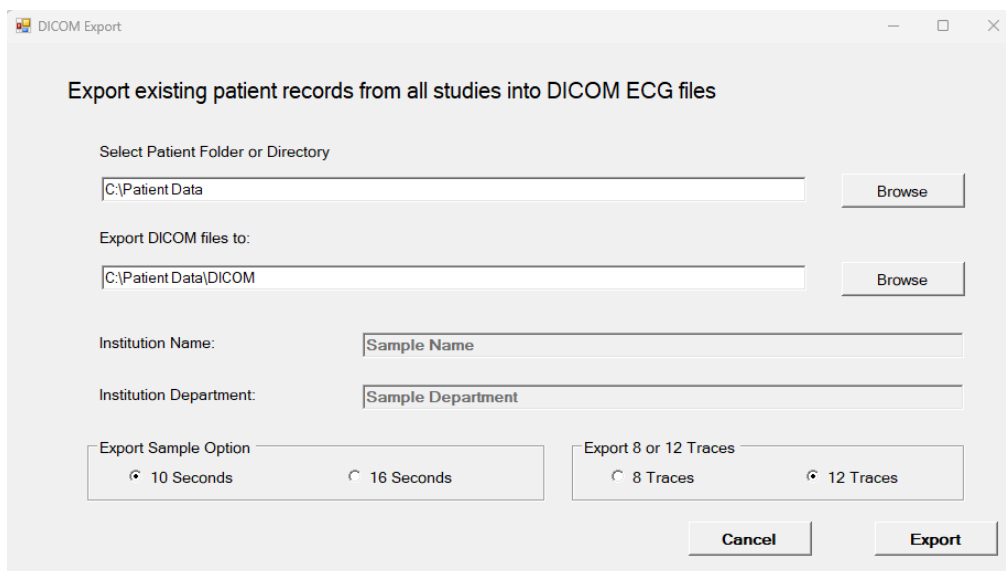 DICOM Export
Export existing patient records from all studies into DICOM ECG files
Select Patient Folder or Directory
C:\Patient Data
Browse
Export DICOM files to:
C:\Patient Data\DICOM
Browse
Institution Name:
Sample Name
Institution Department:
Sample Department
Export Sample Option
10 Seconds
16 Seconds
Export 8 or 12 Traces
8 Traces
12 Traces
Cancel
Export